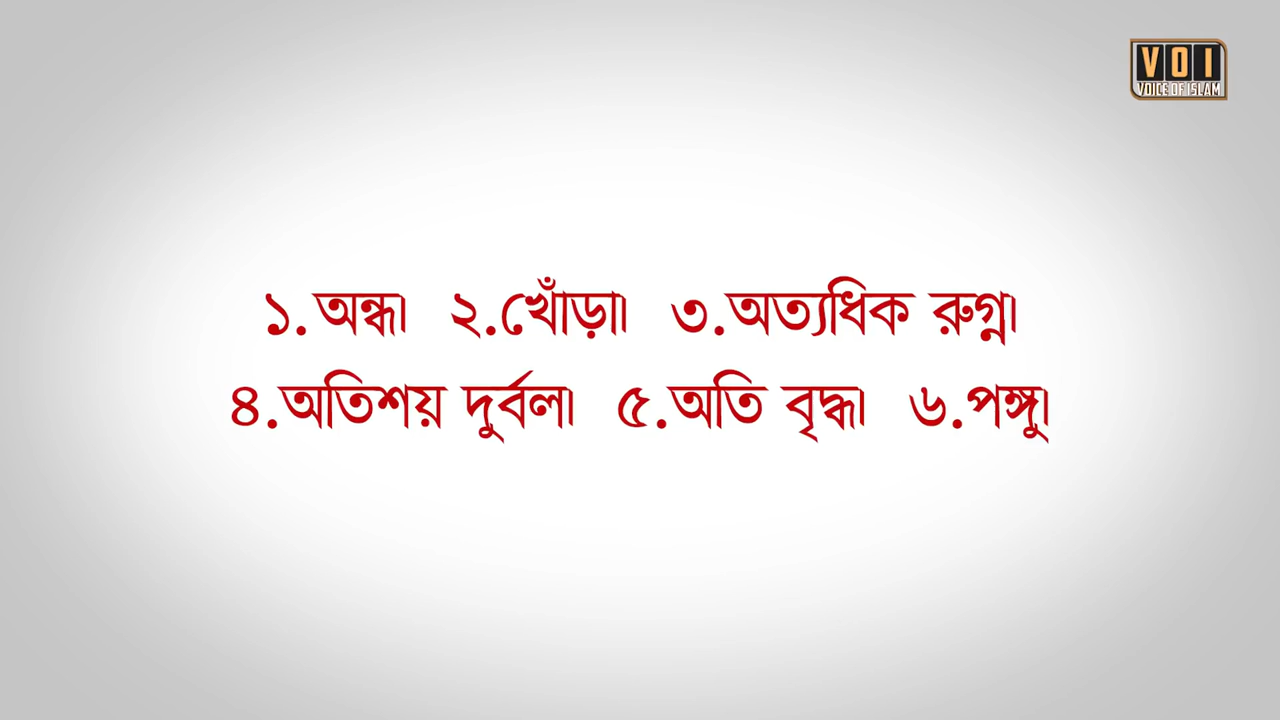 VOI
VOICE OF ISLAM
১.অন্ধ। ২.খোঁড়া। ৩.অত্যধিক রুগ্ন।
৪.অতিশয় দুর্বল। ৫.অতি বৃদ্ধ। ৬.পঙ্গু।